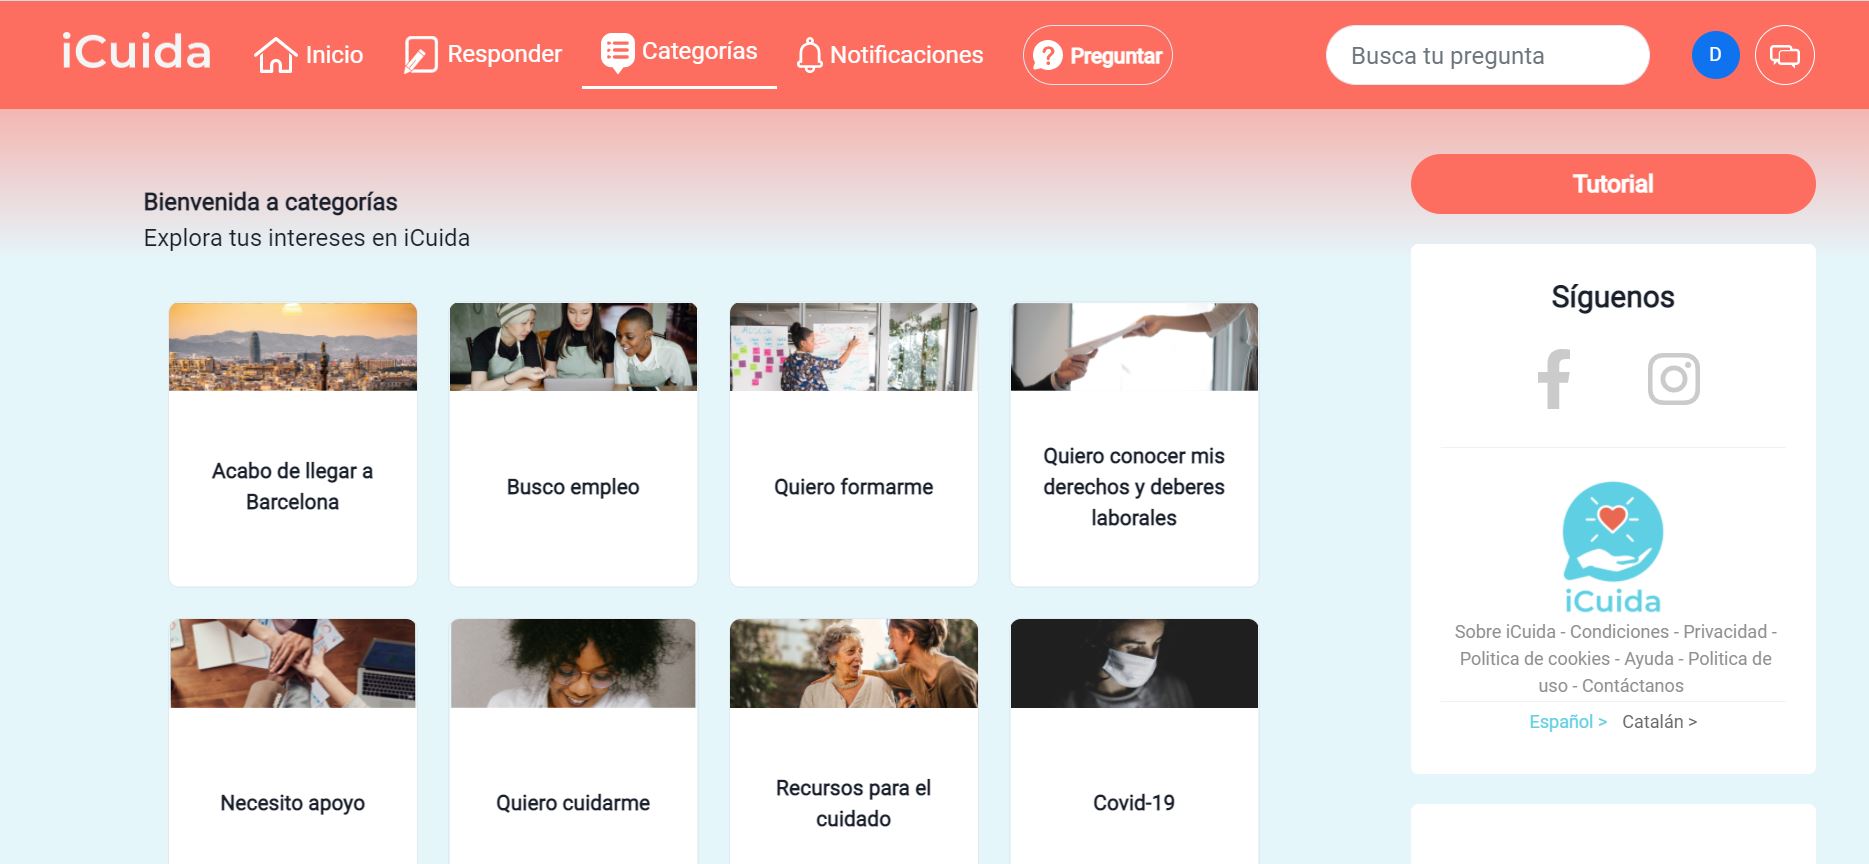 iCuida
Inicio
Responder
Categorías
Notificaciones
Preguntar
Busca tu pregunta
D
Bienvenida a categorías
Explora tus intereses en iCuida
Acabo de llegar a
Barcelona
Busco empleo
Quiero formarme
Quiero conocer mis
derechos y deberes
laborales
Necesito apoyo
Quiero cuidarme
Recursos para el
cuidado
Covid-19
Tutorial
Síguenos
iCuida
Sobre iCuida - Condiciones - Privacidad -
Politica de cookies - Ayuda - Politica de
uso - Contáctanos
Español > Catalán >